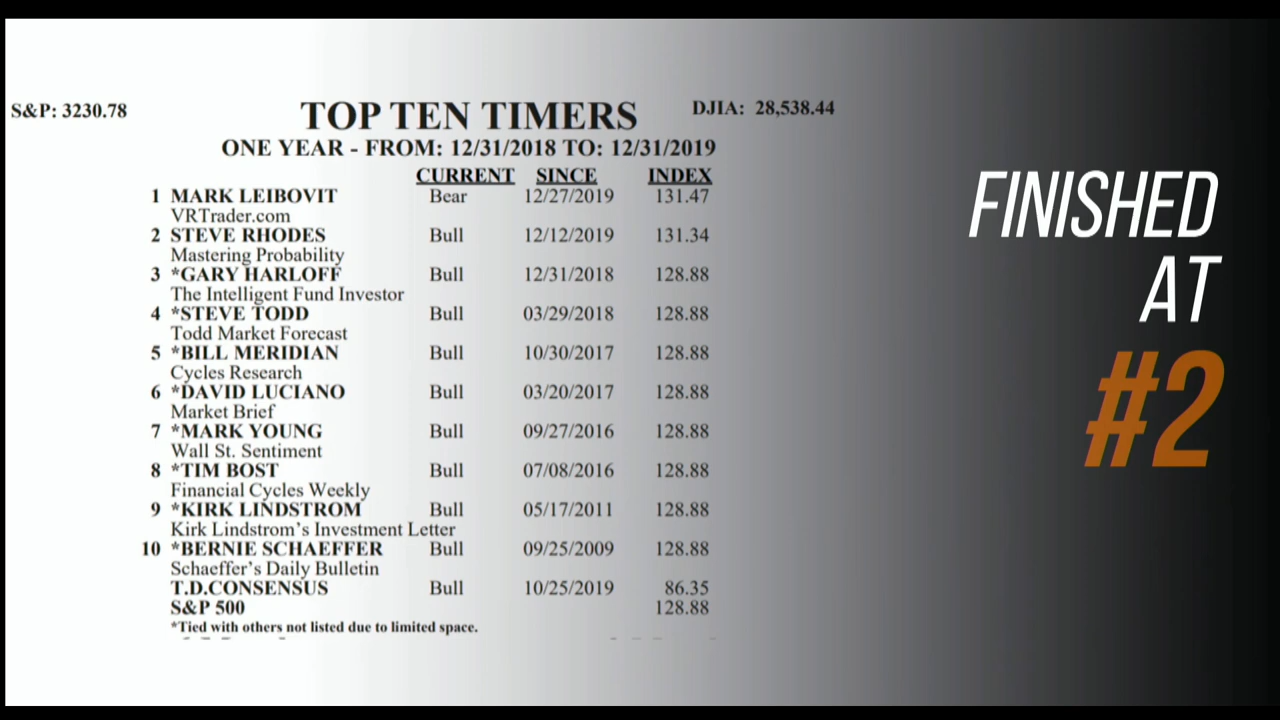 S&P: 3230.78
TOP TEN TIMERS
DJIA: 28,538.44
ONE YEAR - FROM: 12/31/2018 TO: 12/31/2019
CURRENT SINCE INDEX
1 MARK LEIBOVIT Bear 12/27/2019 131.47
VRTrader.com
2 STEVE RHODES Bull 12/12/2019 131.34
Mastering Probability
3 *GARY HARLOFF Bull 12/31/2018 128.88
The Intelligent Fund Investor
4 *STEVE TODD Bull 03/29/2018 128.88
Todd Market Forecast
5 *BILL MERIDIAN Bull 10/30/2017 128.88
Cycles Research
6 *DAVID LUCIANO Bull 03/20/2017 128.88
Market Brief
7 *MARK YOUNG Bull 09/27/2016 128.88
Wall St. Sentiment
8 *TIM BOST Bull 07/08/2016 128.88
Financial Cycles Weekly
9 *KIRK LINDSTROM Bull 05/17/2011 128.88
Kirk Lindstrom's Investment Letter
10 *BERNIE SCHAEFFER Bull 09/25/2009 128.88
Schaeffer's Daily Bulletin
T.D.CONSENSUS Bull 10/25/2019 86.35
S&P 500 128.88
*Tied with others not listed due to limited space.
FINISHED
AT
#2